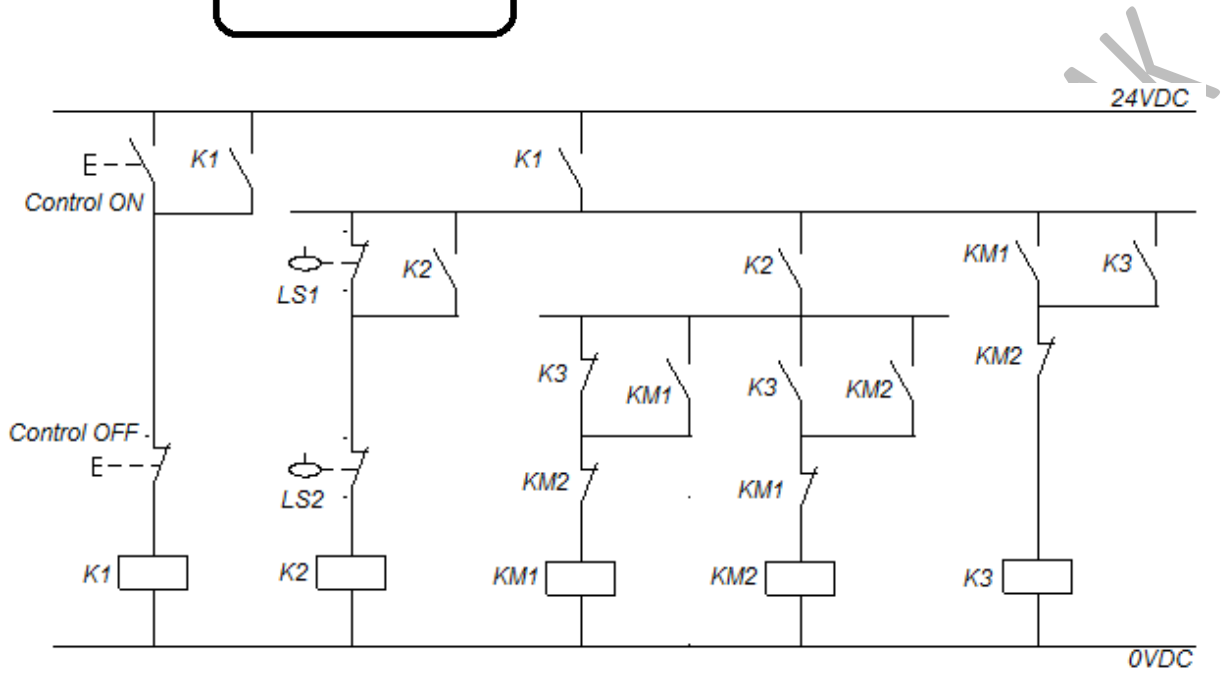 24VDC
E
K1
K1
Control ON
LS1
K2
K2
KM1
K3
K3
KM1
K3
KM2
KM2
Control OFF
E
LS2
KM2
KM1
K1
K2
KM1
KM2
K3
0VDC